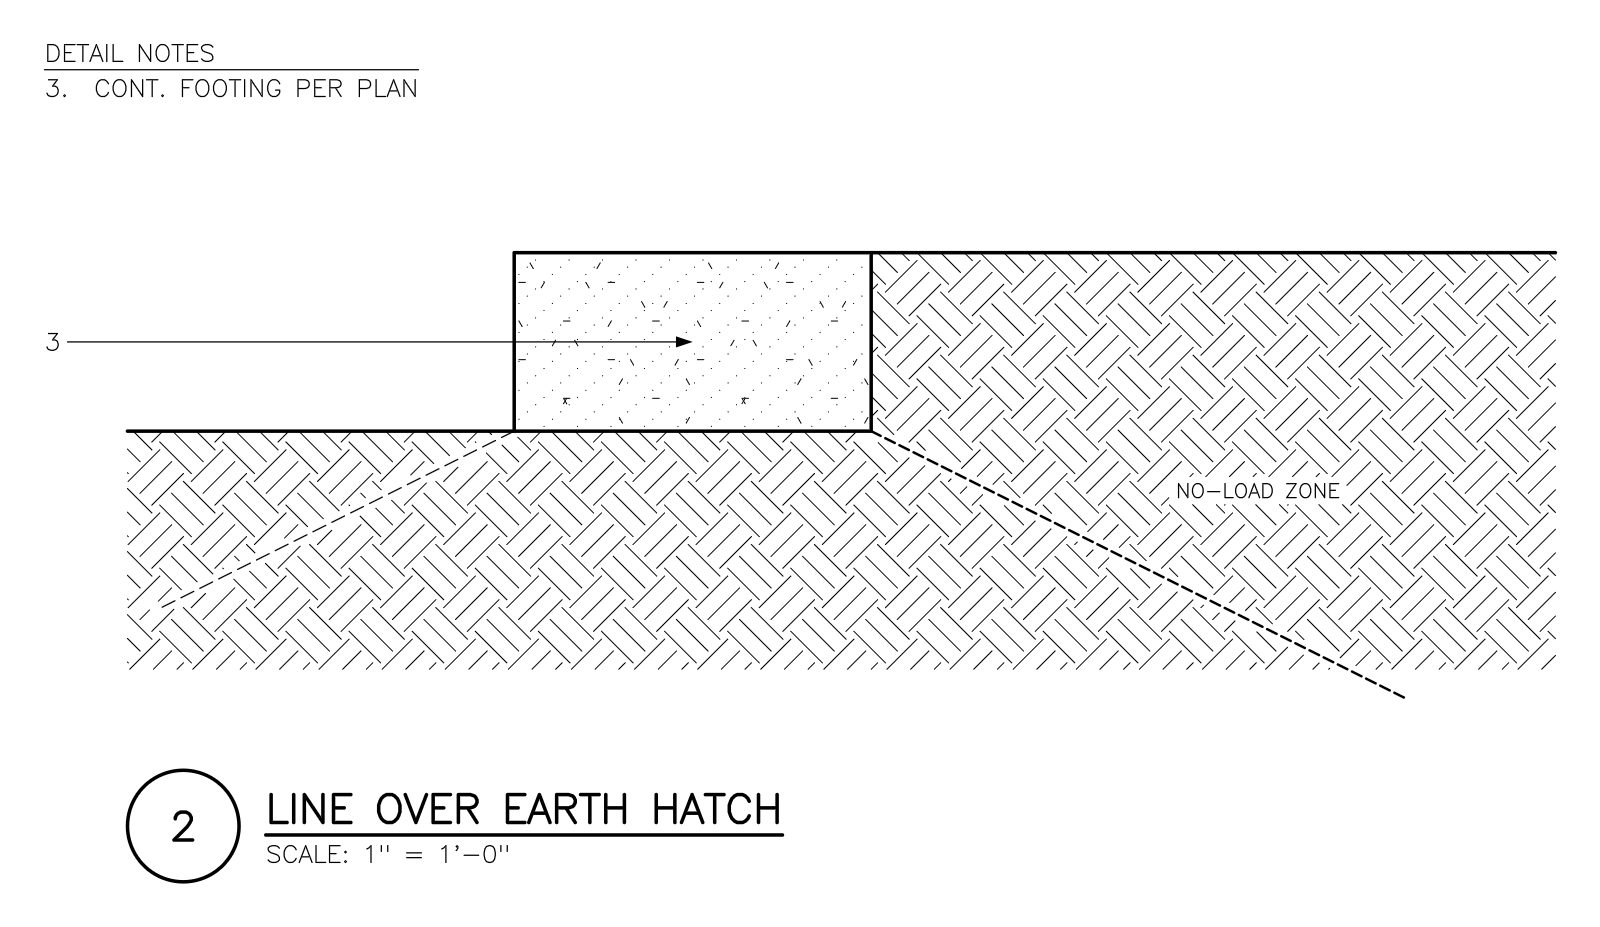 DETAIL NOTES
3. CONT. FOOTING PER PLAN
3
NO-LOAD ZONE
2
LINE OVER EARTH HATCH
SCALE: 1" = 1'-0"